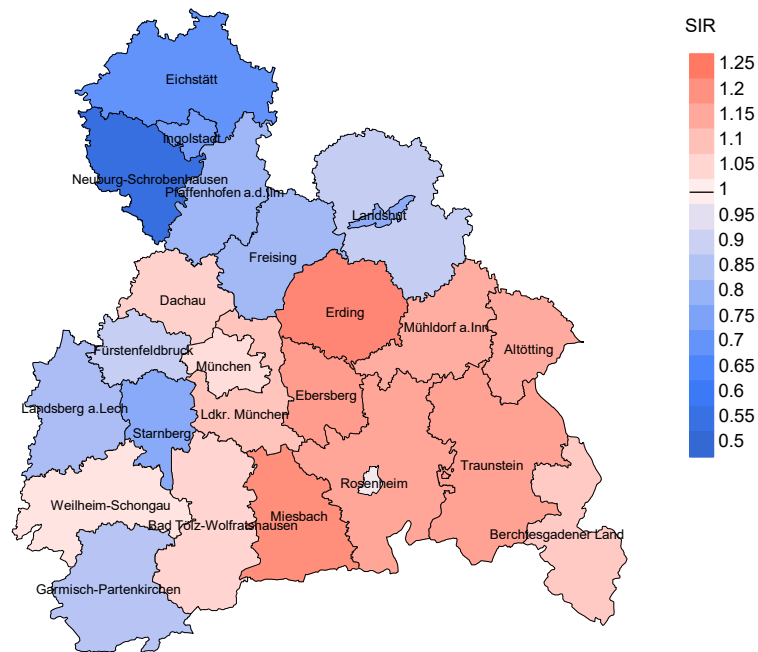 SIR
1.25
1.2
1.15
1.1
1.05
1
0.95
0.9
0.85
0.8
0.75
0.7
0.65
0.6
0.55
0.5
Eichstätt
Ingolstadt
Neuburg-Schrobenhausen
Pfaffenhofen a.d.Ilm
Landshut
Freising
Dachau
Erding
Mühldorf a.Inn
Altötting
Fürstenfeldbruck
München
Ebersberg
Landsberg a.Lech
Ldkr. München
Starnberg
Traunstein
Rosenheim
Weilheim-Schongau
Miesbach
Bad Tölz-Wolfratshausen
Berchtesgadener Land
Garmisch-Partenkirchen